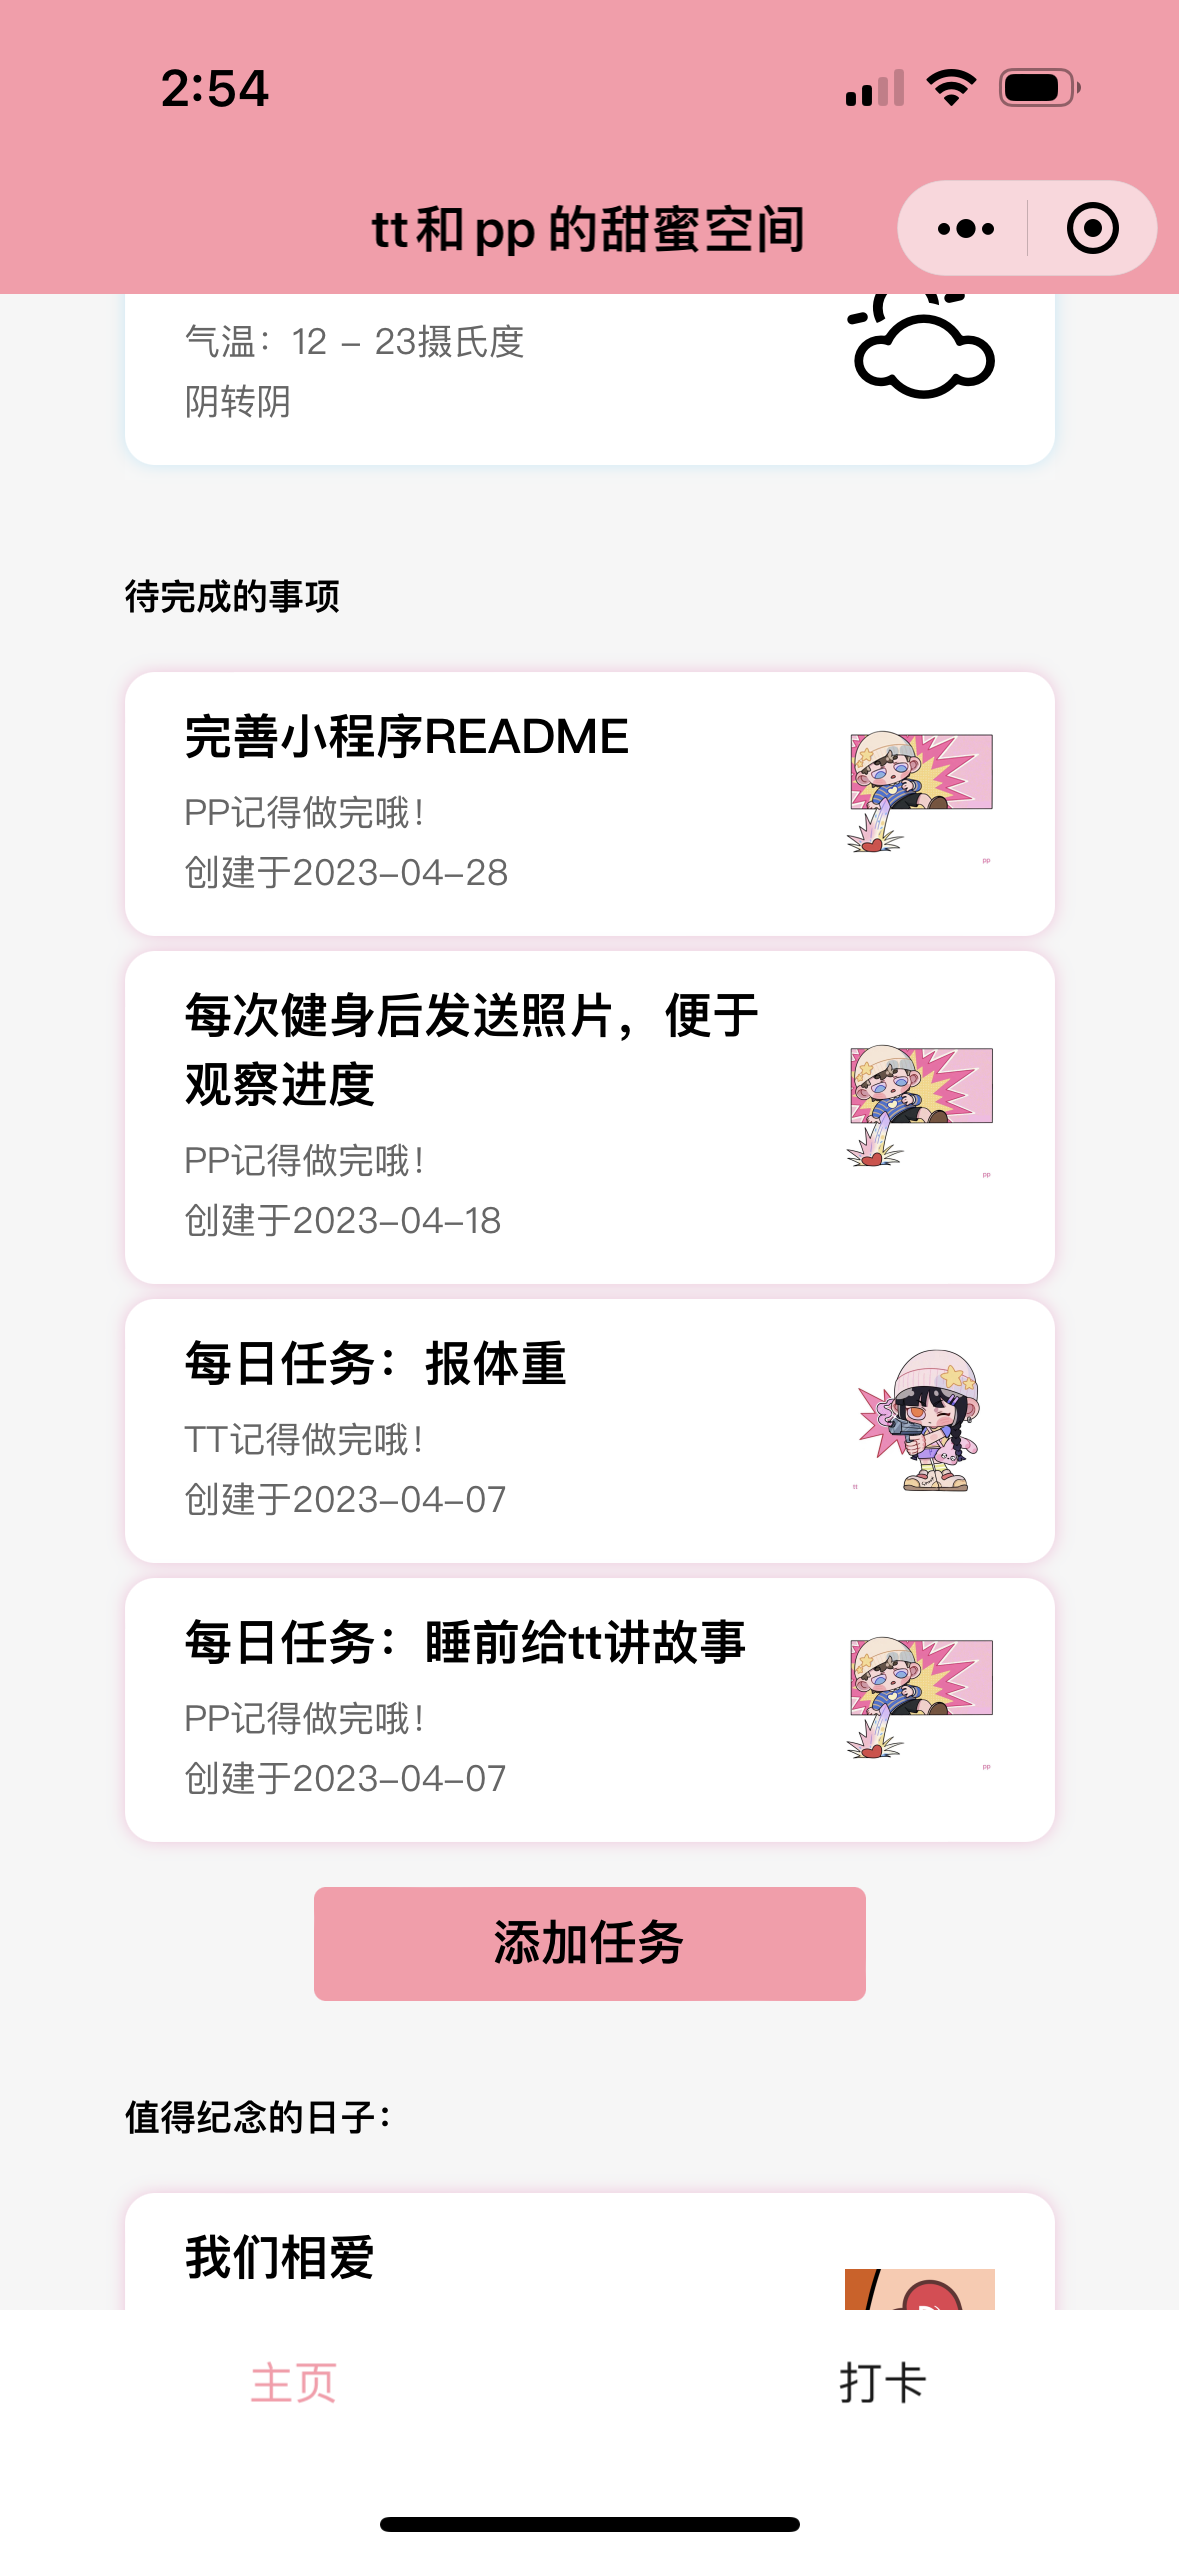 2:54
tt和pp的甜蜜空间
气温：12 - 23摄氏度
阴转阴
待完成的事项
完善小程序README
PP记得做完哦！
创建于2023-04-28
pp
每次健身后发送照片，便于
观察进度
PP记得做完哦！
创建于2023-04-18
pp
每日任务：报体重
TT记得做完哦！
创建于2023-04-07
tt
每日任务：睡前给tt讲故事
PP记得做完哦！
创建于2023-04-07
pp
添加任务
值得纪念的日子：
我们相爱
主页
打卡